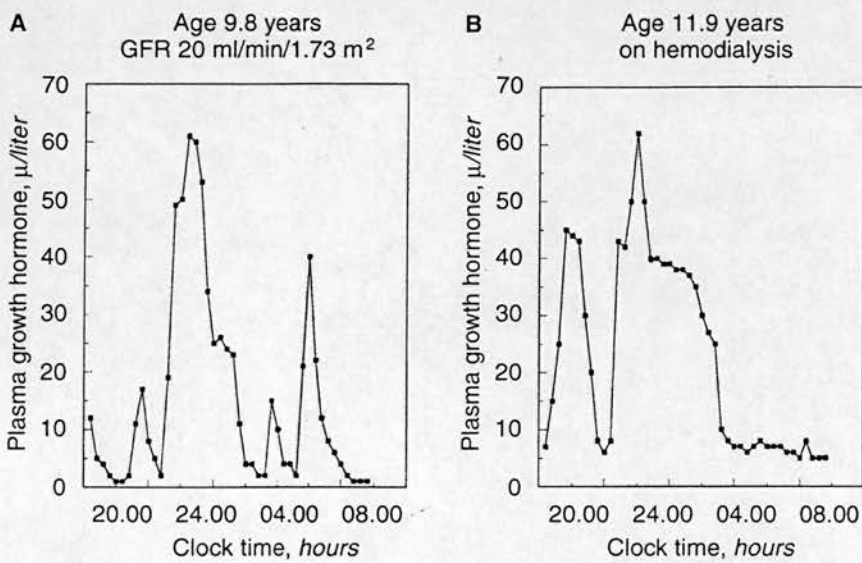 A
Age 9.8 years
GFR 20 ml/min/1.73 m²
Plasma growth hormone, μ/liter
70
60
50
40
30
20
10
0
20.00 24.00 04.00 08.00
Clock time, hours
B
Age 11.9 years
on hemodialysis
Plasma growth hormone, μ/liter
70
60
50
40
30
20
10
0
20.00 24.00 04.00 08.00
Clock time, hours